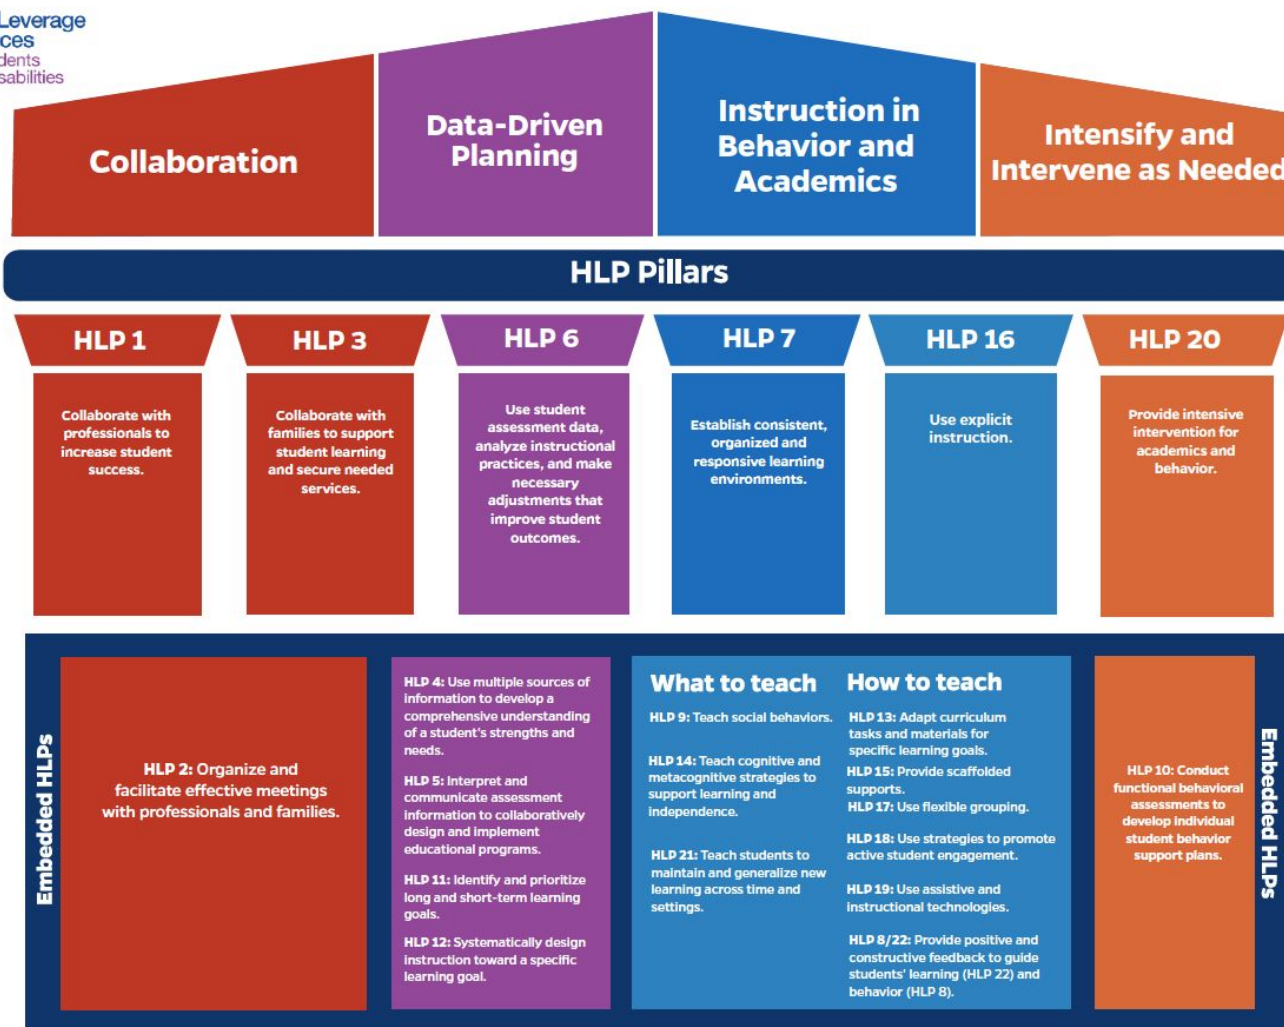 Leverage
ces
dents
sabilities
Collaboration
Data-Driven
Planning
Instruction in
Behavior and
Academics
Intensify and
Intervene as Needed
HLP Pillars
HLP 1
HLP 3
HLP 6
HLP 7
HLP 16
HLP 20
Collaborate with
professionals to
increase student
success.
Collaborate with
families to support
student learning
and secure needed
services.
Use student
assessment data,
analyze instructional
practices, and make
necessary
adjustments that
improve student
outcomes.
Establish consistent,
organized and
responsive learning
environments.
Use explicit
instruction.
Provide intensive
intervention for
academics and
behavior.
Embedded HLPs
HLP 2: Organize and
facilitate effective meetings
with professionals and families.
HLP 4: Use multiple sources of
information to develop a
comprehensive understanding
of a student's strengths and
needs.
HLP 5: Interpret and
communicate assessment
information to collaboratively
design and implement
educational programs.
HLP 11: Identify and prioritize
long and short-term learning
goals.
HLP 12: Systematically design
instruction toward a specific
learning goal.
What to teach
HLP 9: Teach social behaviors.
HLP 14: Teach cognitive and
metacognitive strategies to
support learning and
independence.
HLP 21: Teach students to
maintain and generalize new
learning across time and
settings.
How to teach
HLP 13: Adapt curriculum
tasks and materials for
specific learning goals.
HLP 15: Provide scaffolded
supports.
HLP 17: Use flexible grouping.
HLP 18: Use strategies to promote
active student engagement.
HLP 19: Use assistive and
instructional technologies.
HLP 8/22: Provide positive and
constructive feedback to guide
students' learning (HLP 22) and
behavior (HLP 8).
HLP 10: Conduct
functional behavioral
assessments to
develop individual
student behavior
support plans.
Embedded HLPs